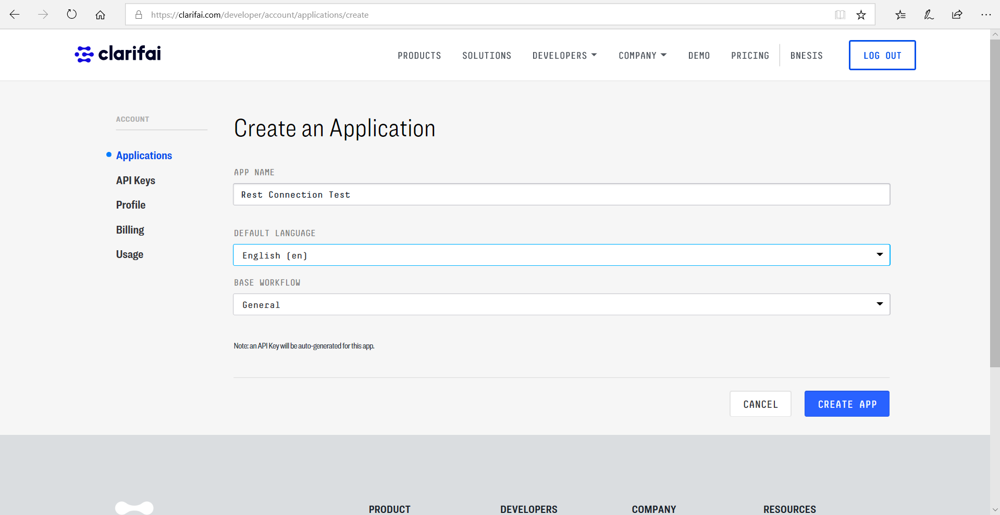 https://clarifai.com/developer/account/applications/create
clarifai
PRODUCTS SOLUTIONS DEVELOPERS COMPANY DEMO PRICING BNESIS LOG OUT
ACCOUNT
Applications
API Keys
Profile
Billing
Usage
Create an Application
APP NAME
Rest Connection Test
DEFAULT LANGUAGE
English (en)
BASE WORKFLOW
General
Note: an API Key will be auto-generated for this app.
CANCEL CREATE APP
PRODUCT DEVELOPERS COMPANY RESOURCES